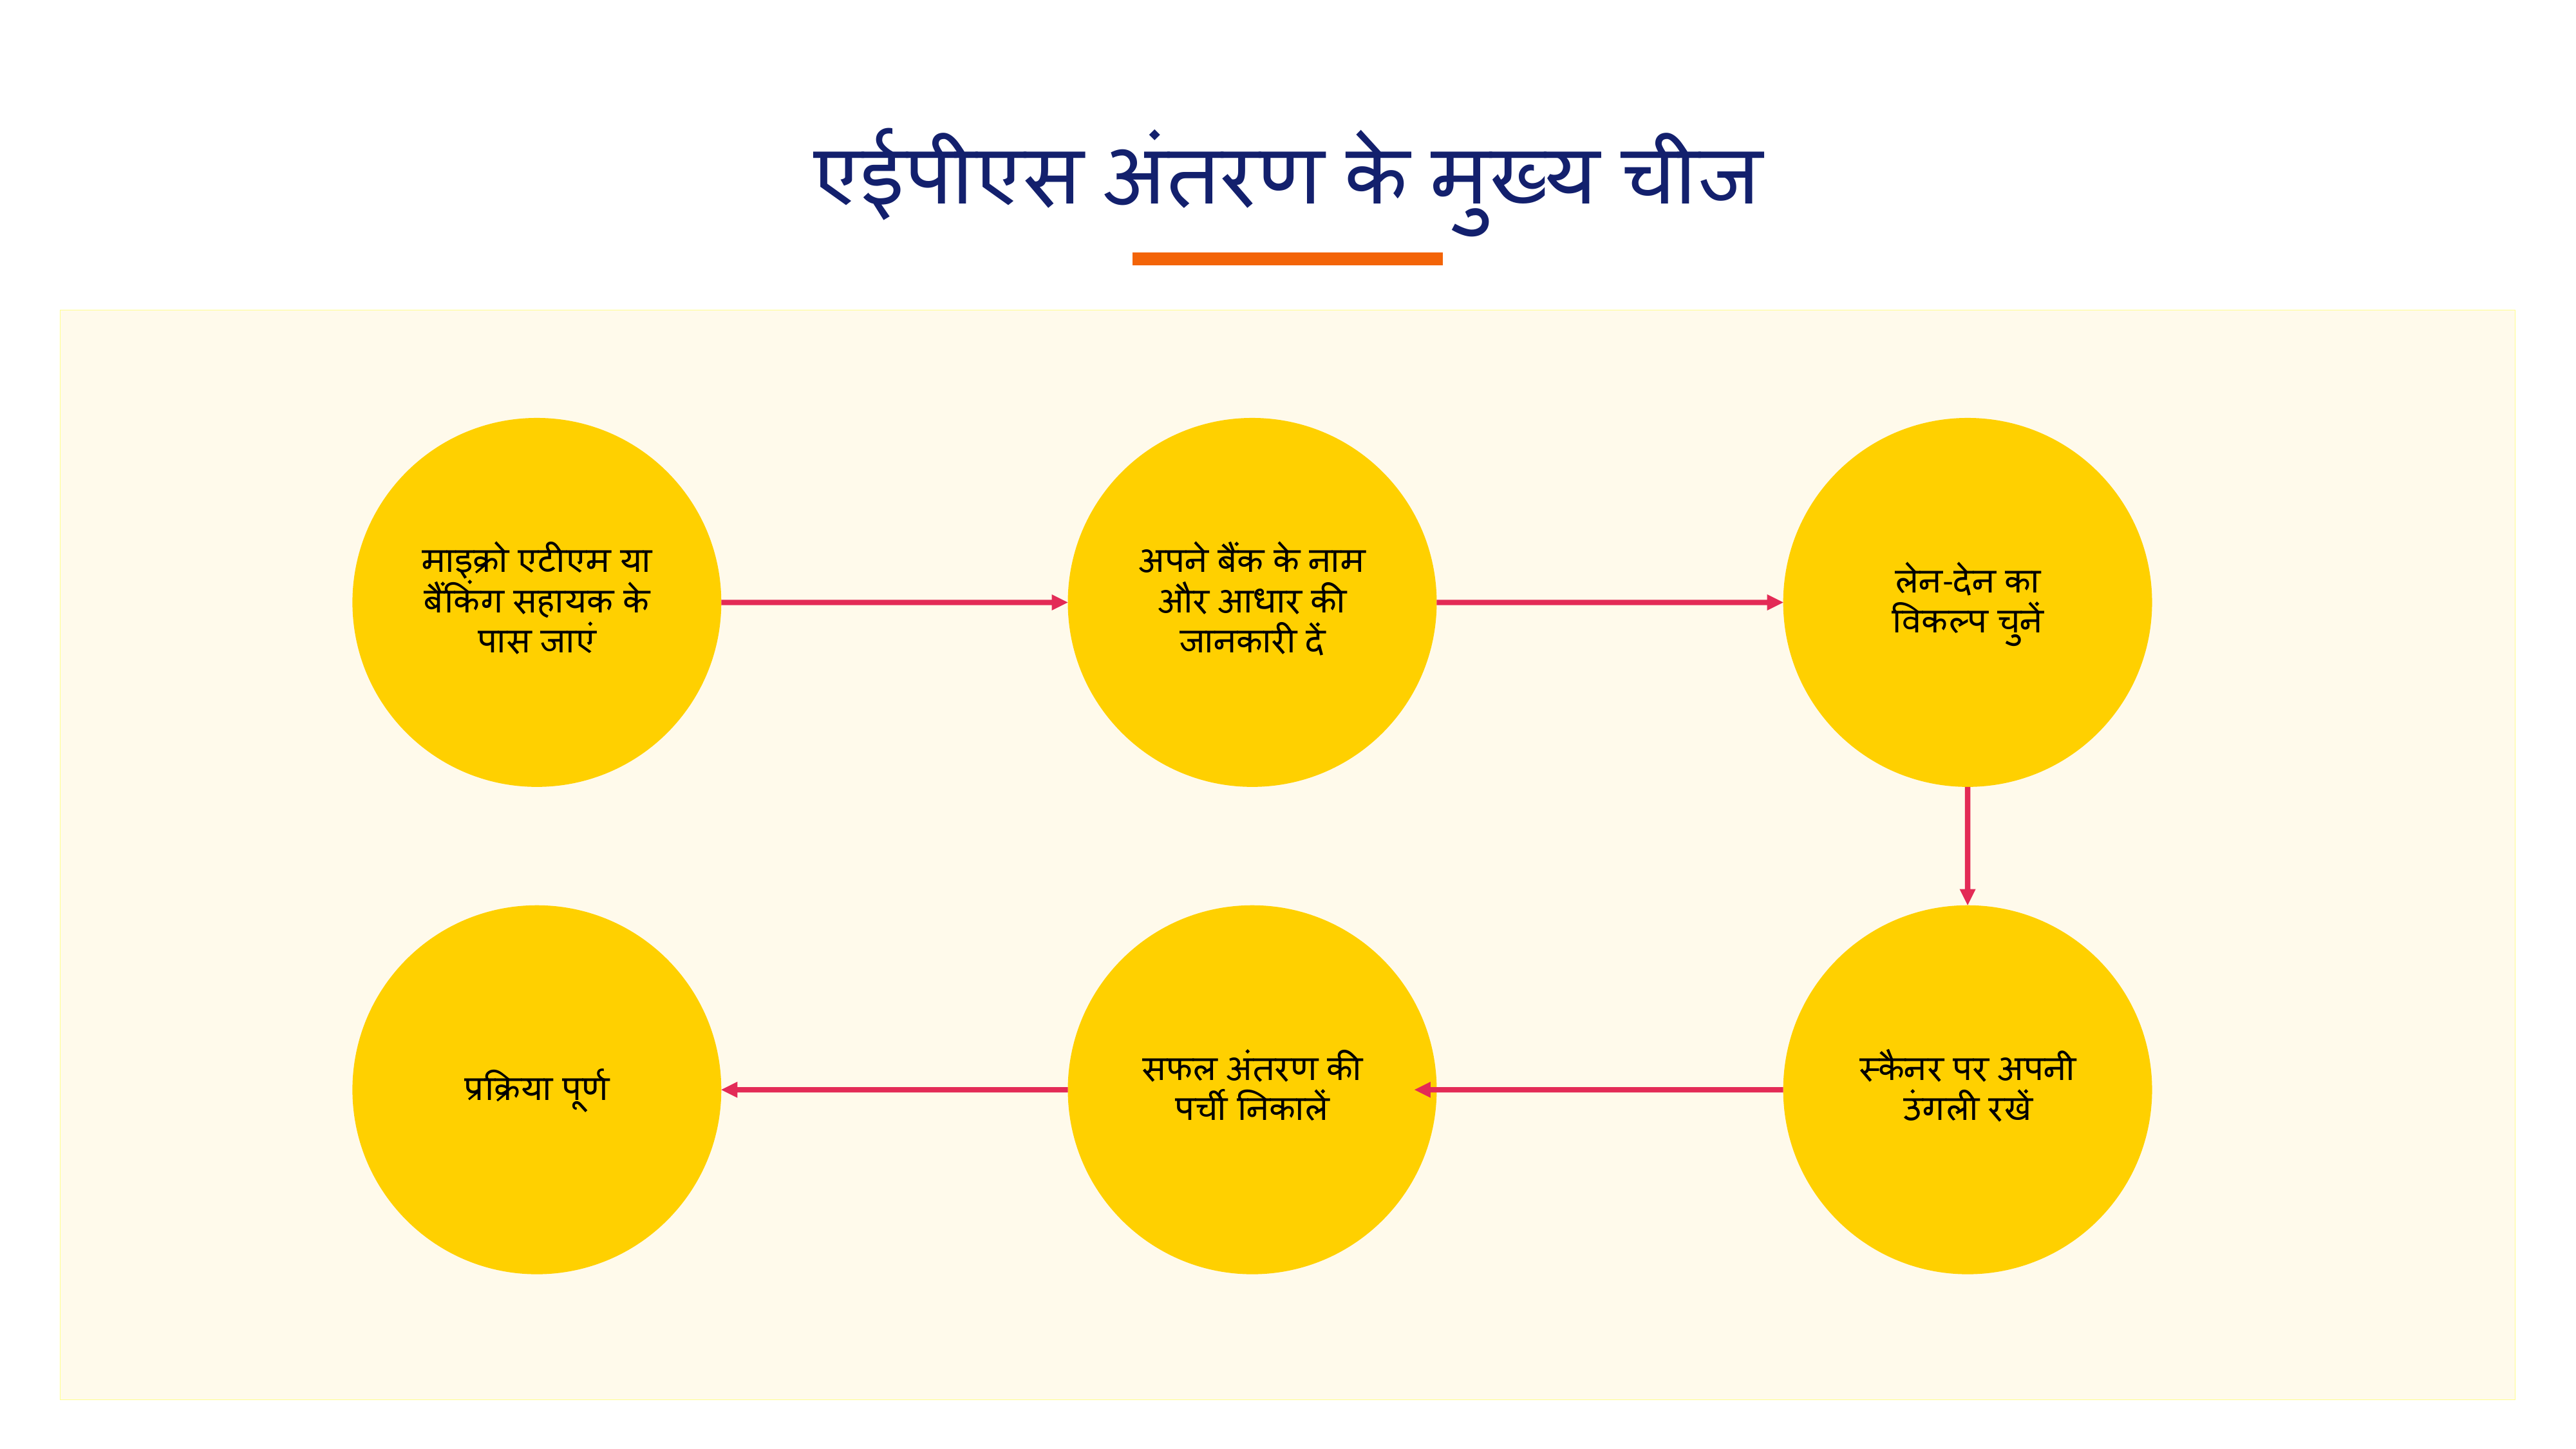 एईपीएस अंतरण के मुख्य चीज
माइक्रो एटीएम या
बैंकिंग सहायक के
पास जाएं
अपने बैंक के नाम
और आधार की
जानकारी दें
लेन-देन का
विकल्प चुनें
स्कैनर पर अपनी
उंगली रखें
सफल अंतरण की
पर्ची निकालें
प्रक्रिया पूर्ण